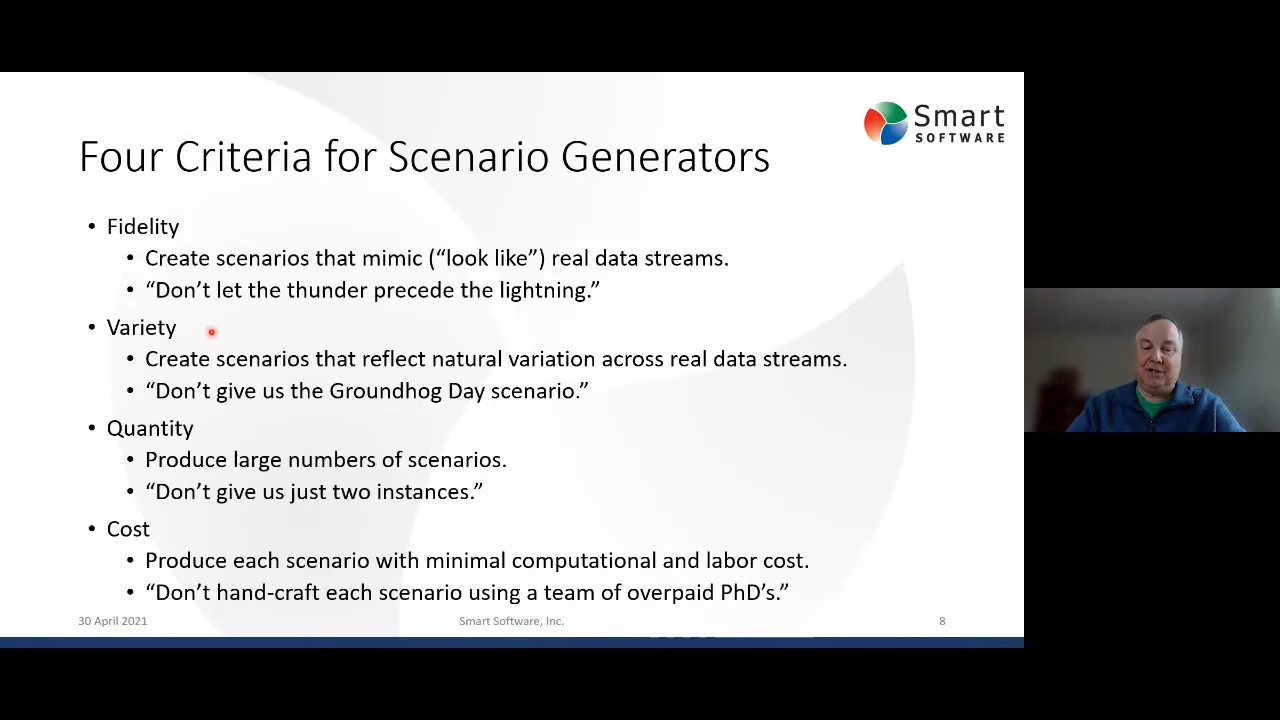 Smart
SOFTWARE
Four Criteria for Scenario Generators
• Fidelity
• Create scenarios that mimic (“look like”) real data streams.
• “Don’t let the thunder precede the lightning.”
• Variety
• Create scenarios that reflect natural variation across real data streams.
• “Don’t give us the Groundhog Day scenario.”
• Quantity
• Produce large numbers of scenarios.
• “Don’t give us just two instances.”
• Cost
• Produce each scenario with minimal computational and labor cost.
• “Don’t hand-craft each scenario using a team of overpaid PhD’s.”
30 April 2021 Smart Software, Inc. 8